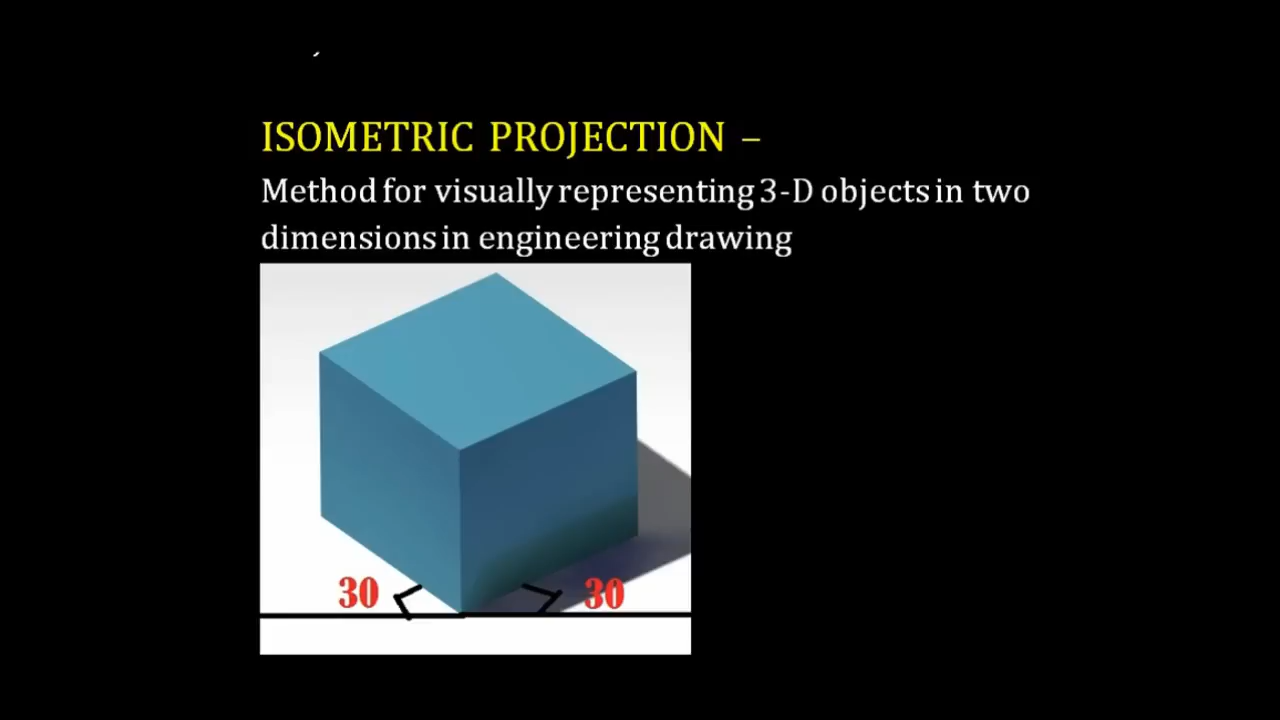 ISOMETRIC PROJECTION –
Method for visually representing 3-D objects in two
dimensions in engineering drawing
30 30